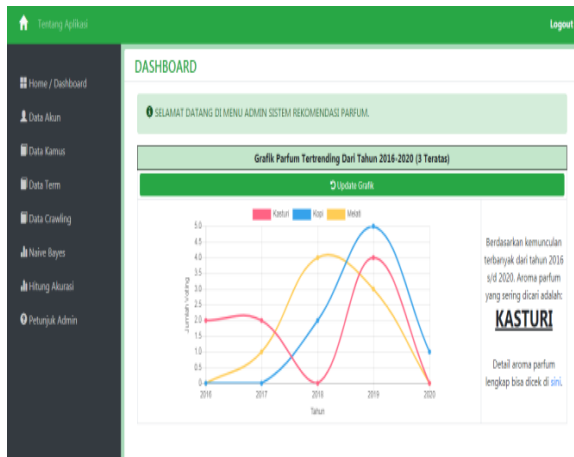 Tentang Aplikasi
Logout
Home / Dashboard
Data Akun
Data Kamus
Data Term
Data Crawling
Naive Bayes
Hitung Akurasi
Petunjuk Admin
DASHBOARD
SELAMAT DATANG DI MENU ADMIN SISTEM REKOMENDASI PARFUM.
Grafik Parfum Tertrending Dari Tahun 2016-2020 (3 Teratas)
Update Grafik
Kasturi Kopi Melati
Jumlah Voting
5.0
4.5
4.0
3.5
3.0
2.5
2.0
1.5
1.0
0.5
0
2016 2017 2018 2019 2020
Tahun
Berdasarkan kemunculan
terbanyak dari tahun 2016
s/d 2020. Aroma parfum
yang sering dicari adalah:
KASTURI
Detail aroma parfum
lengkap bisa dicek di sini.